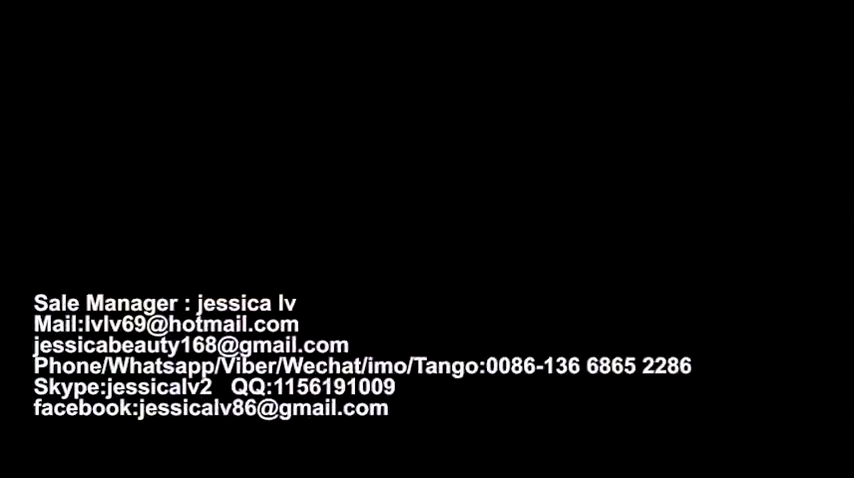 Sale Manager : jessica lv
Mail:lvlv69@hotmail.com
jessicabeauty168@gmail.com
Phone/Whatsapp/Viber/Wechat/imo/Tango:0086-136 6865 2286
Skype:jessicalv2   QQ:1156191009
facebook:jessicalv86@gmail.com